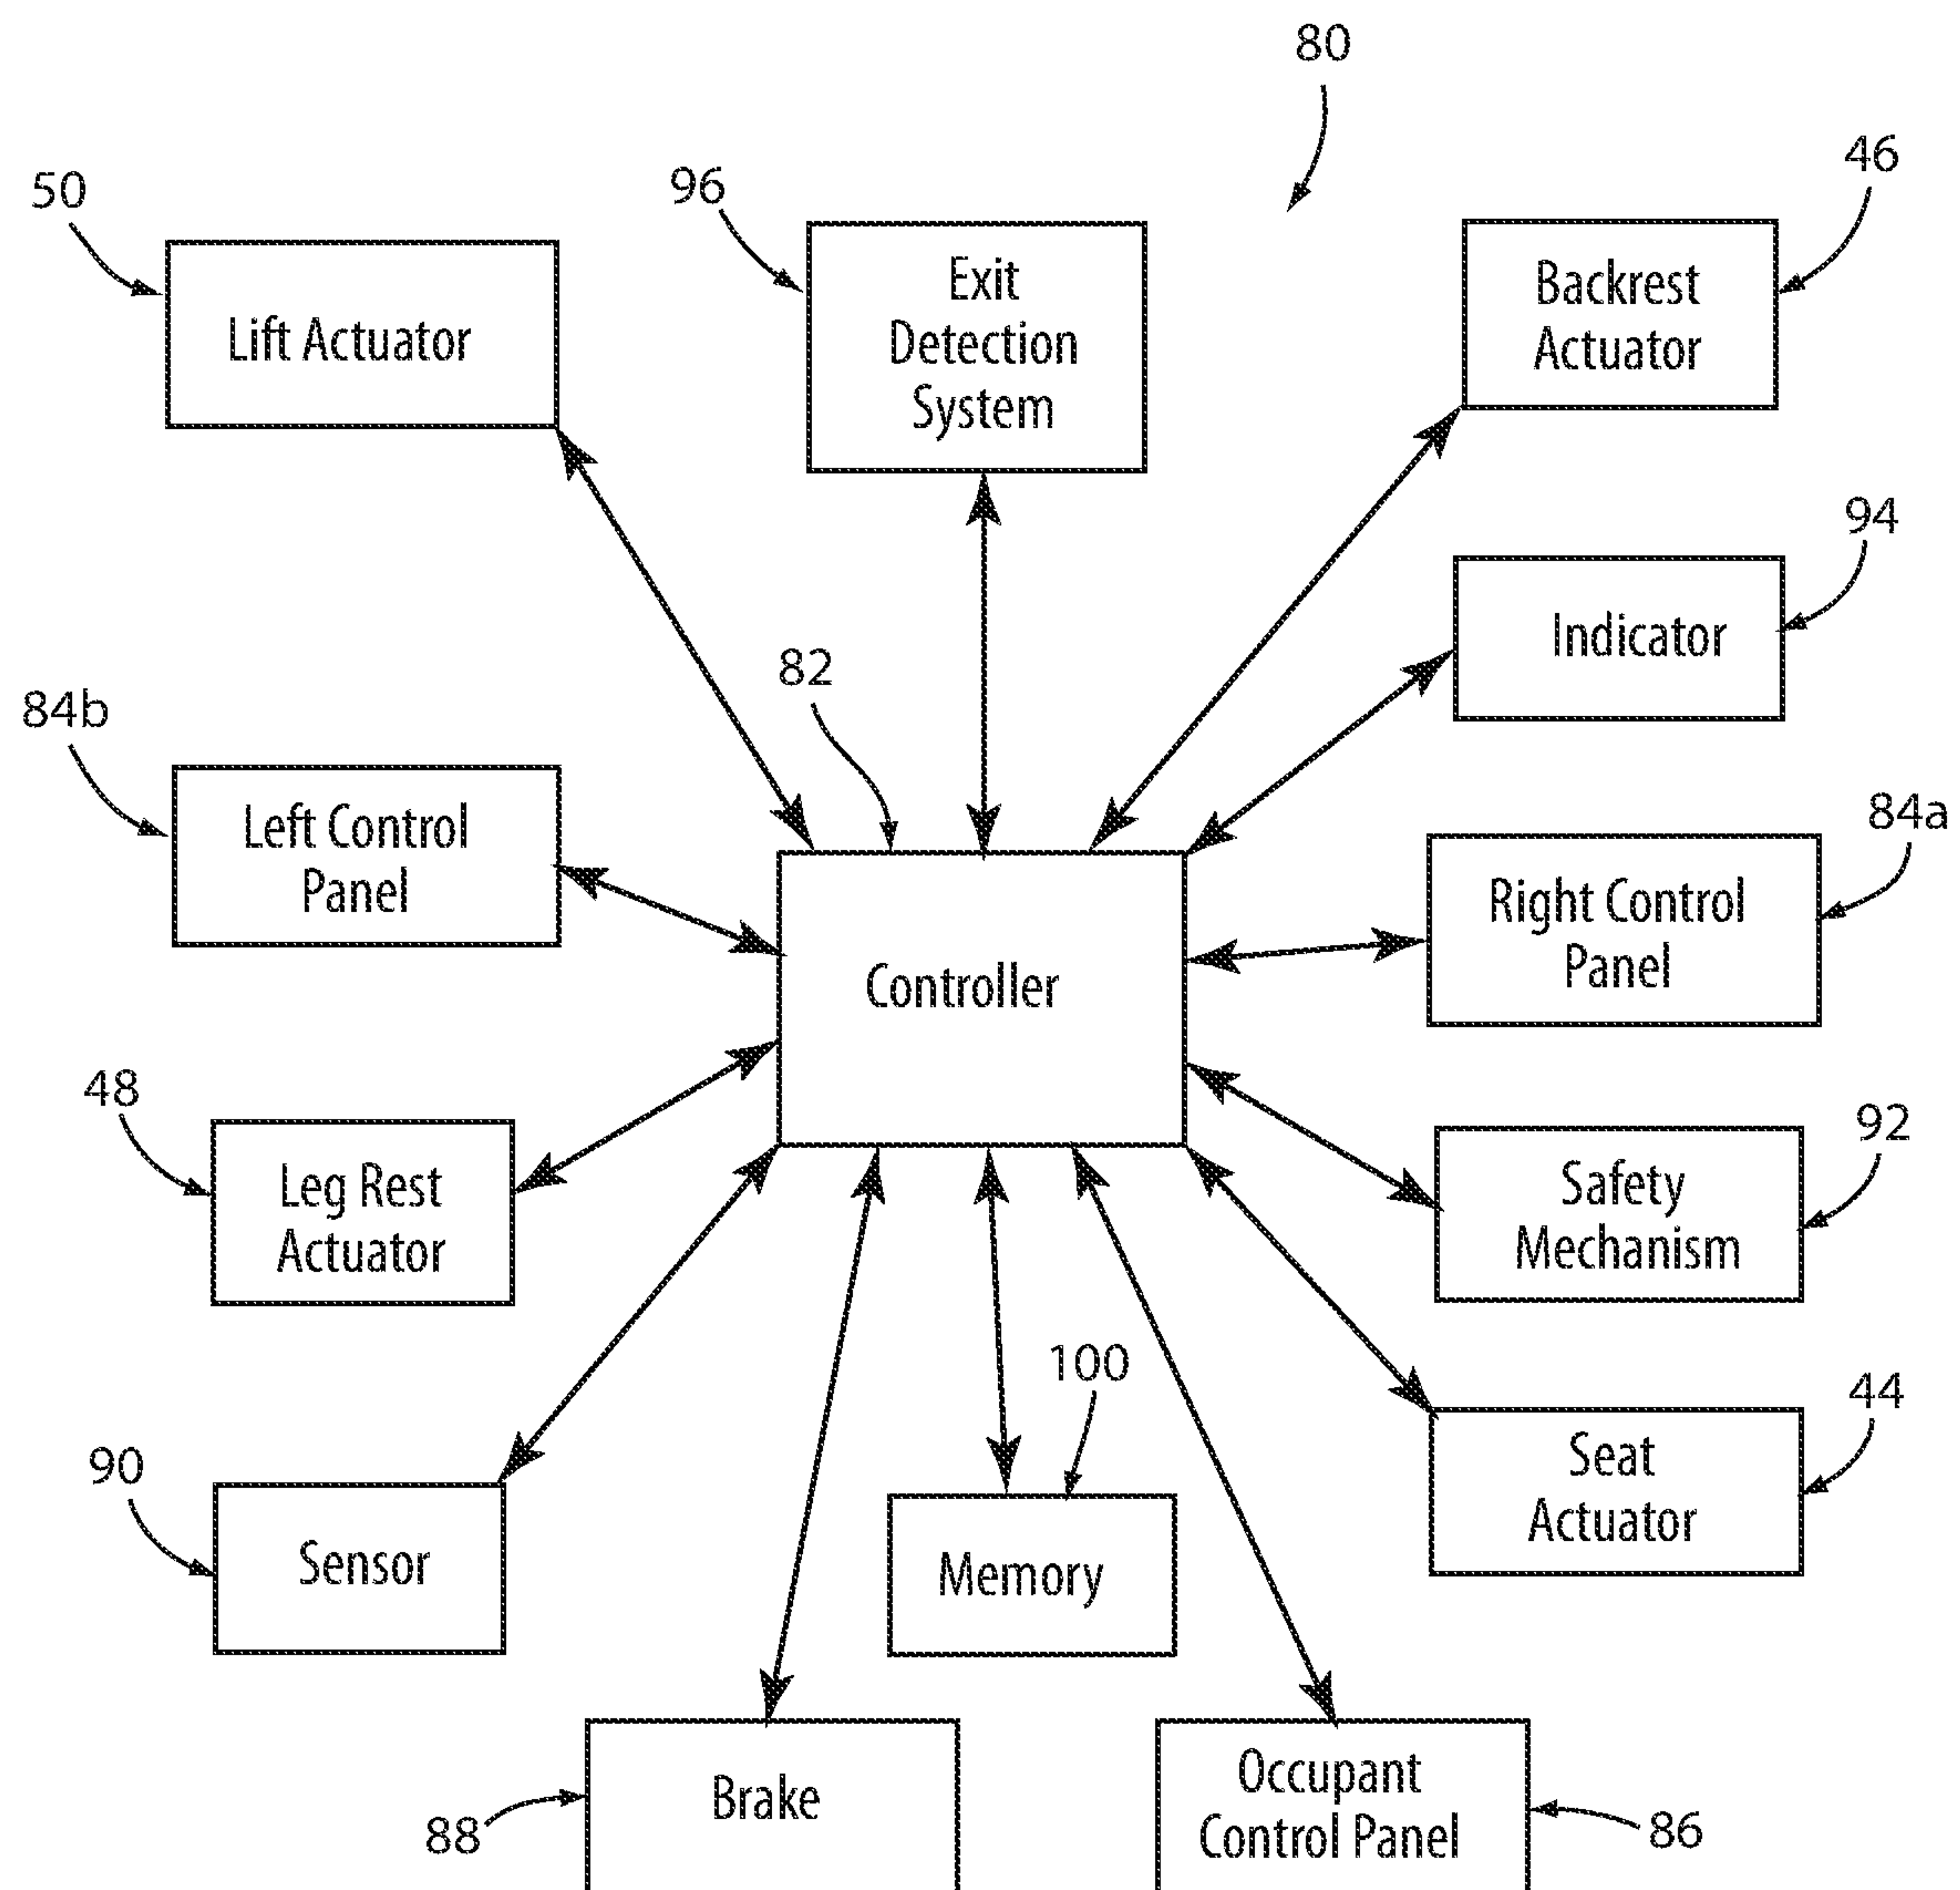 80
50
96
46
Lift Actuator
Exit
Detection
System
Backrest
Actuator
94
Indicator
82
84b
Left Control
Panel
84a
Right Control
Panel
Controller
48
Leg Rest
Actuator
92
Safety
Mechanism
100
44
Seat
Actuator
90
Sensor
Memory
88
Brake
Occupant
Control Panel
86